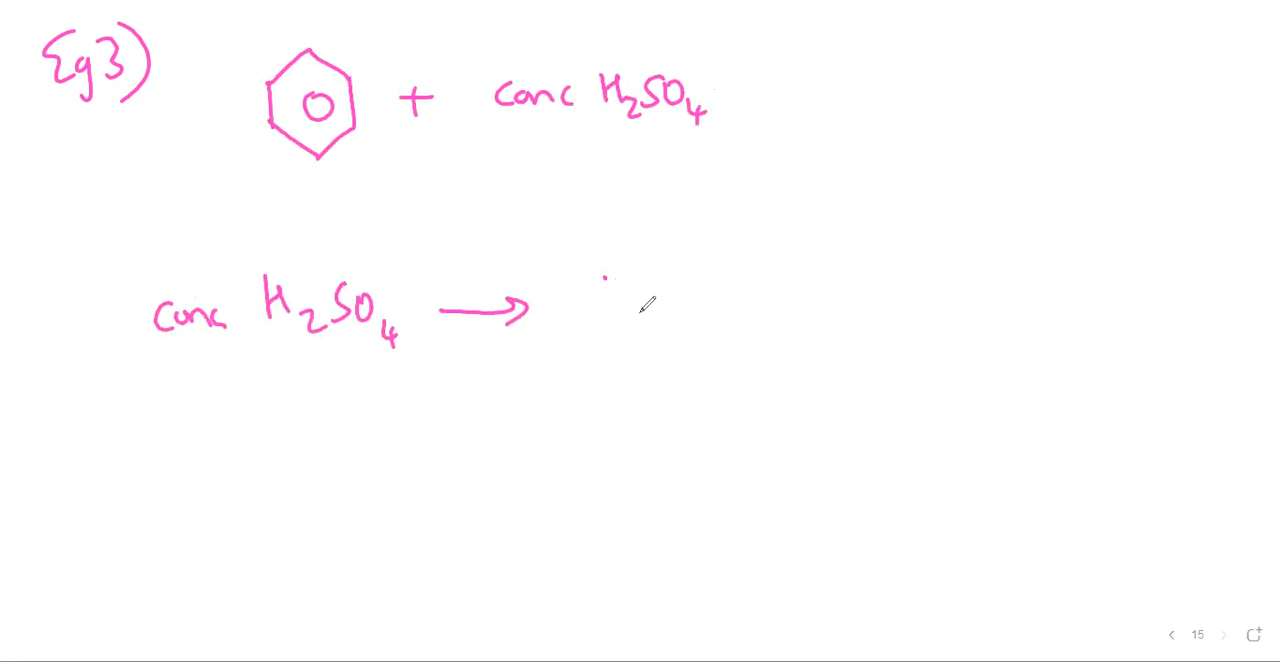 Eg3)
+ conc H₂SO₄
conc H₂SO₄ →
15